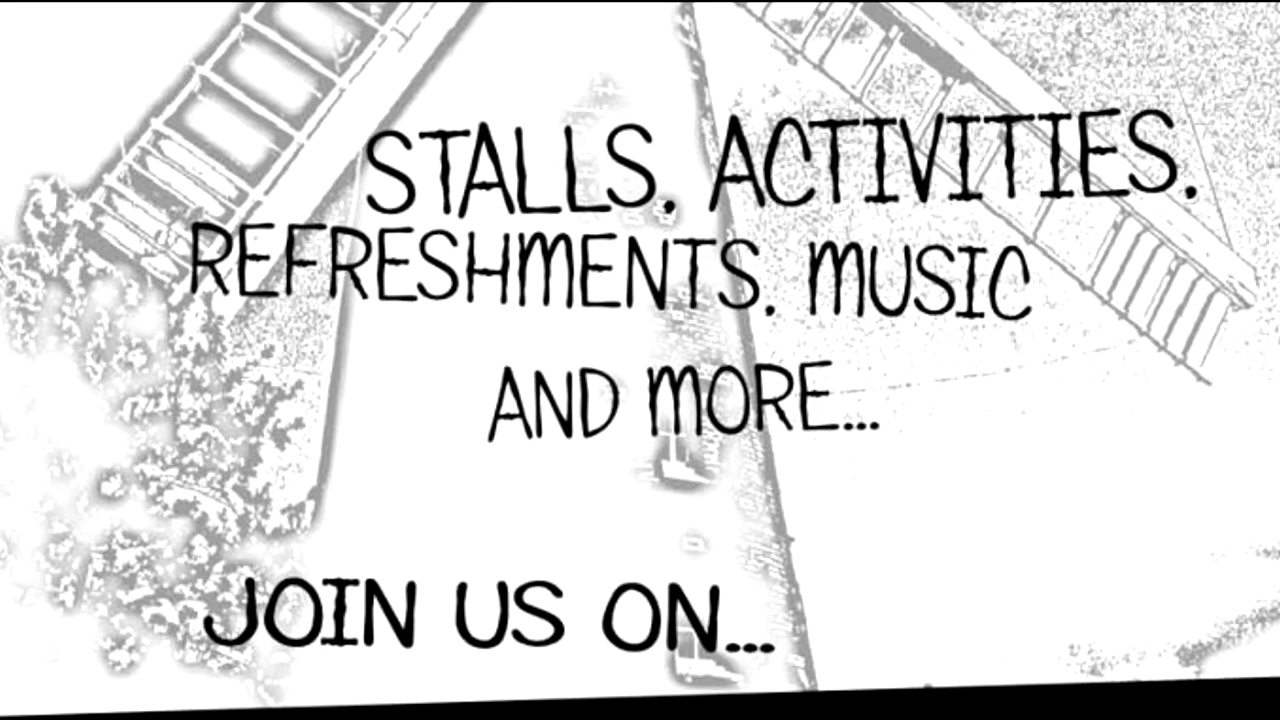 STALLS. ACTIVITIES.
REFRESHMENTS. MUSIC
AND MORE...
JOIN US ON...